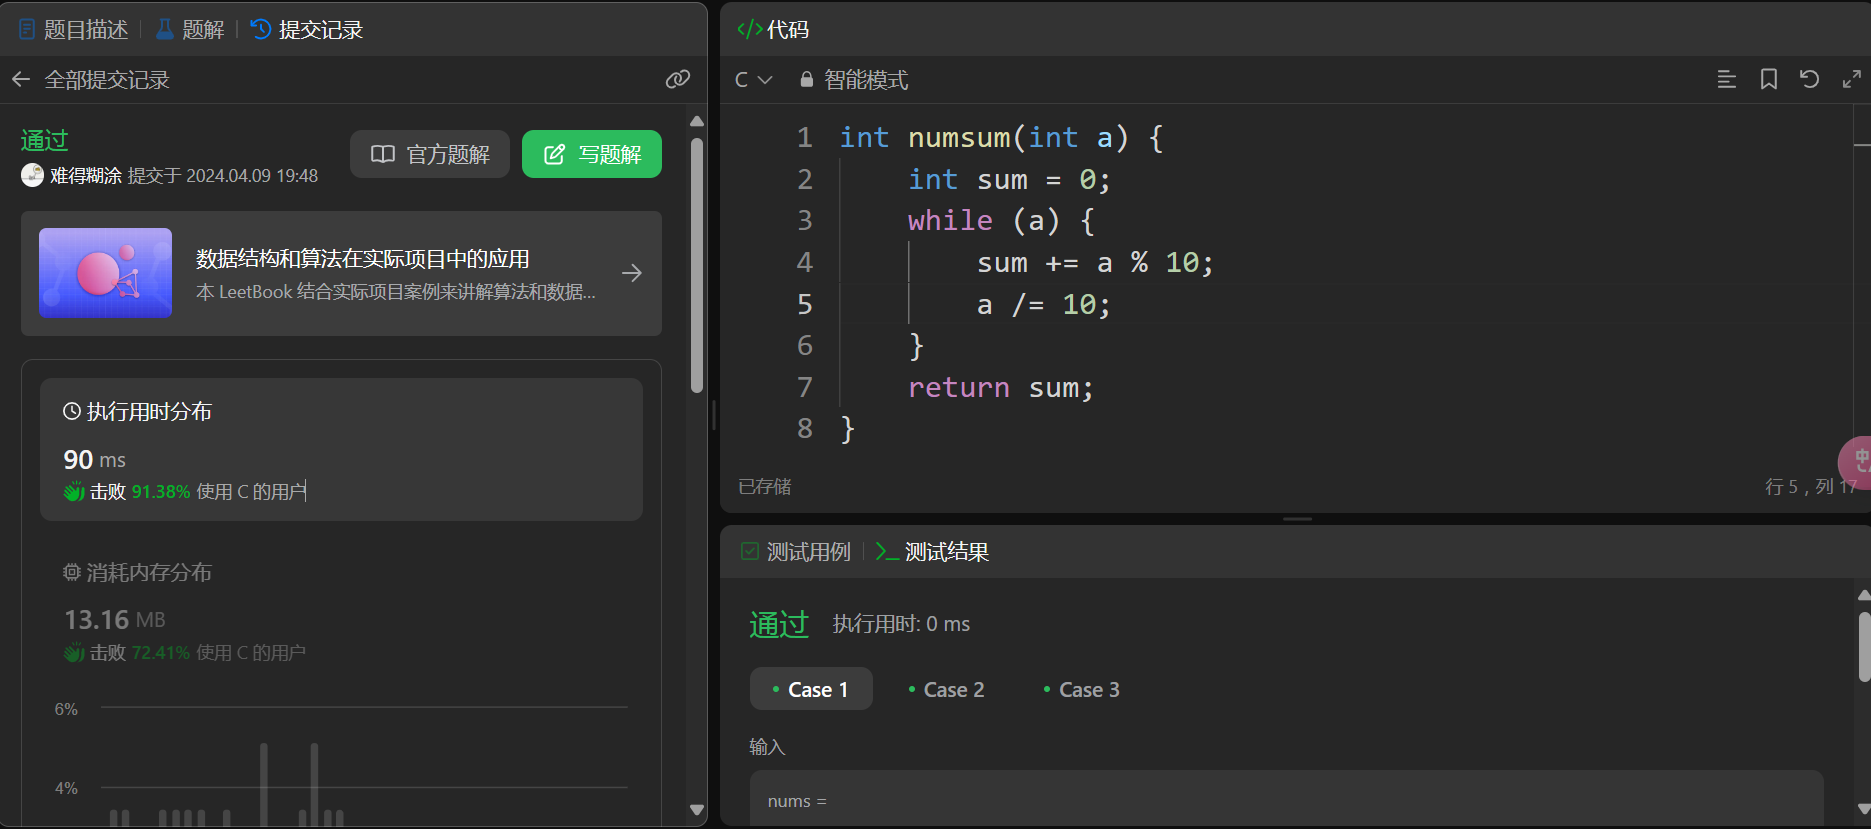 题目描述 | 题解 | 提交记录
全部提交记录
通过
难得糊涂 提交于 2024.04.09 19:48
官方题解
写题解
数据结构和算法在实际项目中的应用
本 LeetBook 结合实际项目案例来讲解算法和数据...
执行用时分布
90 ms
击败 91.38% 使用 C 的用户
消耗内存分布
13.16 MB
击败 72.41% 使用 C 的用户
6%
4%
</>代码
C 智能模式
1 int numsum(int a) {
2 int sum = 0;
3 while (a) {
4 sum += a % 10;
5 a /= 10;
6 }
7 return sum;
8 }
已存储
行 5，列 17
中
测试用例 | >_ 测试结果
通过 执行用时: 0 ms
• Case 1 • Case 2 • Case 3
输入
nums =